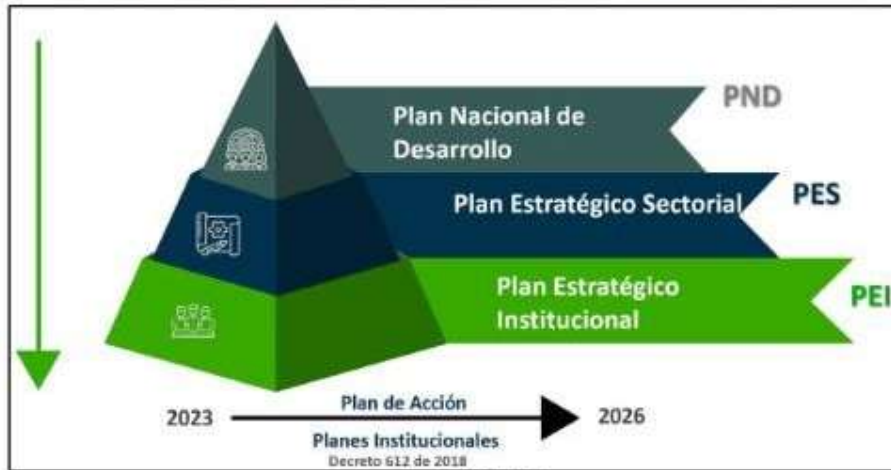 Plan Nacional de
Desarrollo
PND
Plan Estratégico Sectorial
PES
Plan Estratégico
Institucional
PEI
2023
Plan de Acción
2026
Planes Institucionales
Decreto 612 de 2018